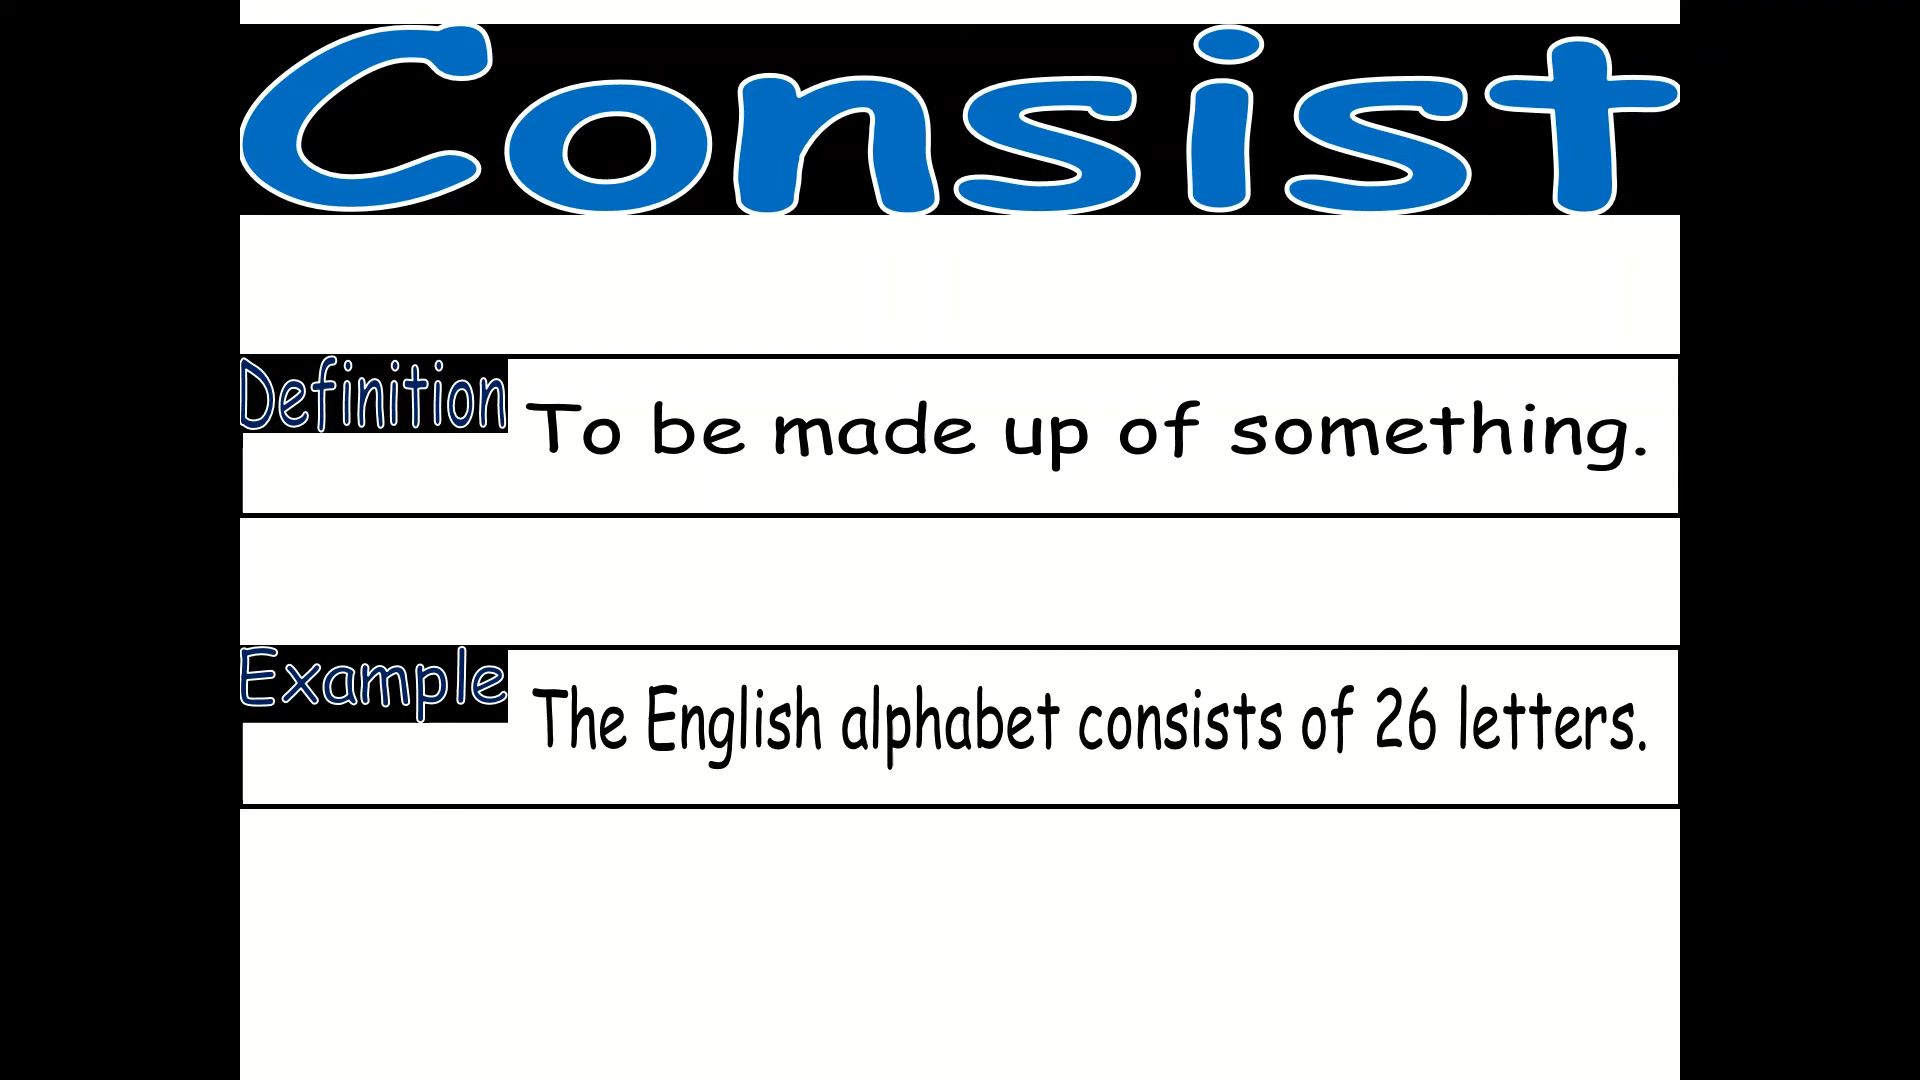 Consist
Definition
To be made up of something.
Example
The English alphabet consists of 26 letters.